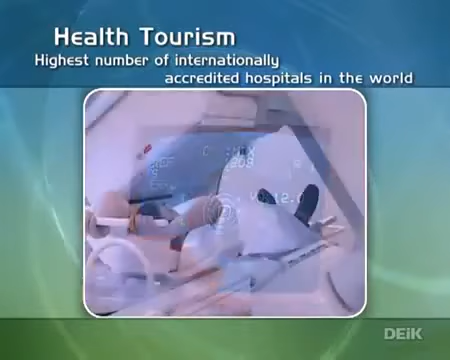 Health Tourism
Highest number of internationally
accredited hospitals in the world
DEiK